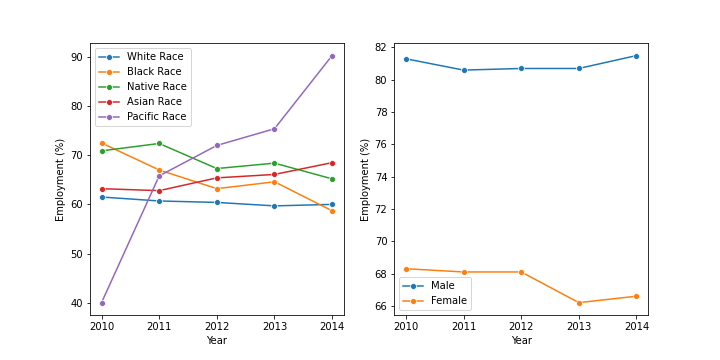 White Race
Black Race
Native Race
Asian Race
Pacific Race
90
80
70
60
50
40
Employment (%)
2010 2011 2012 2013 2014
Year
82
80
78
76
74
72
70
68
66
Employment (%)
Male
Female
2010 2011 2012 2013 2014
Year